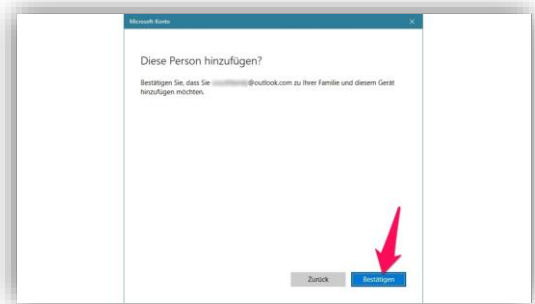 Microsoft-Konto
Diese Person hinzufügen?
Bestätigen Sie, dass Sie @outlook.com zu Ihrer Familie und diesem Gerät
hinzufügen möchten.
Zurück Bestätigen